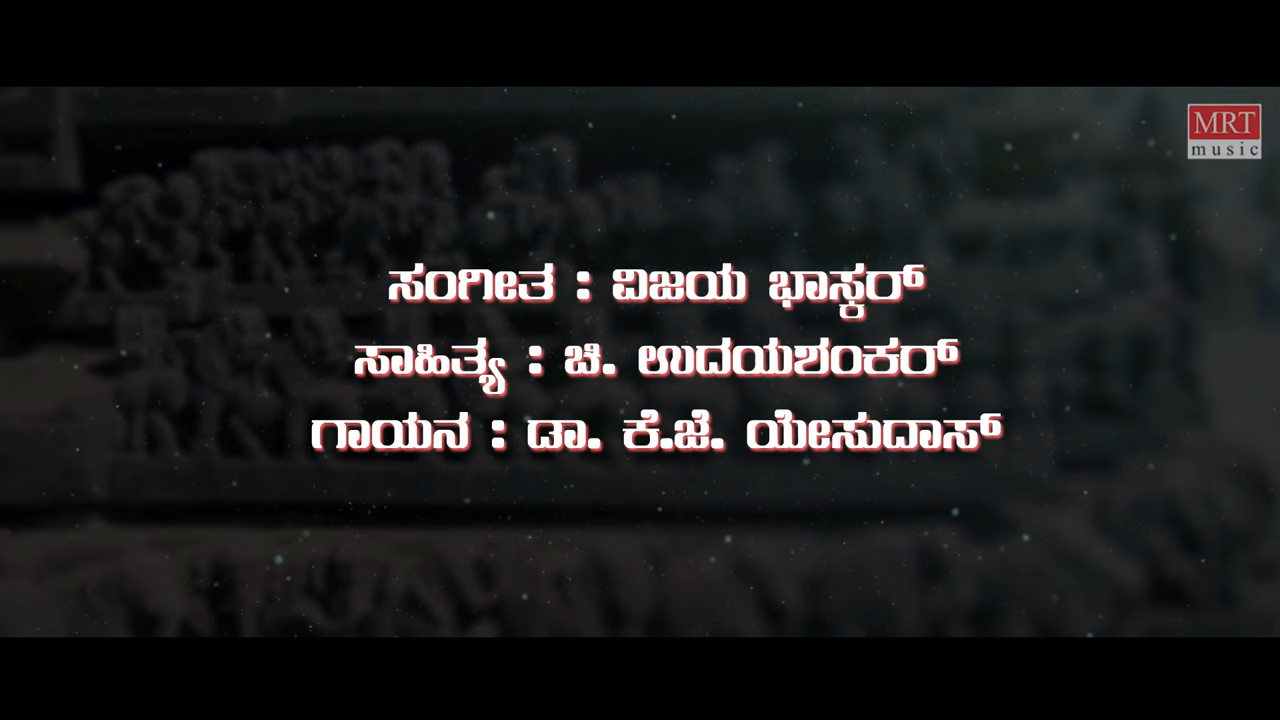 MRT
music
ಸಂಗೀತ : ವಿಜಯ ಭಾಸ್ಕರ್
ಸಾಹಿತ್ಯ : ಚಿ. ಉದಯಶಂಕರ್
ಗಾಯನ : ಡಾ. ಕೆ.ಜೆ. ಯೇಸುದಾಸ್